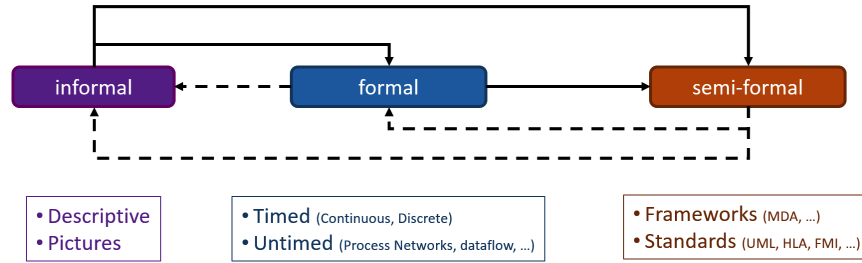 informal
formal
semi-formal
• Descriptive
• Pictures
• Timed (Continuous, Discrete)
• Untimed (Process Networks, dataflow, ...)
• Frameworks (MDA, ...)
• Standards (UML, HLA, FMI, ...)